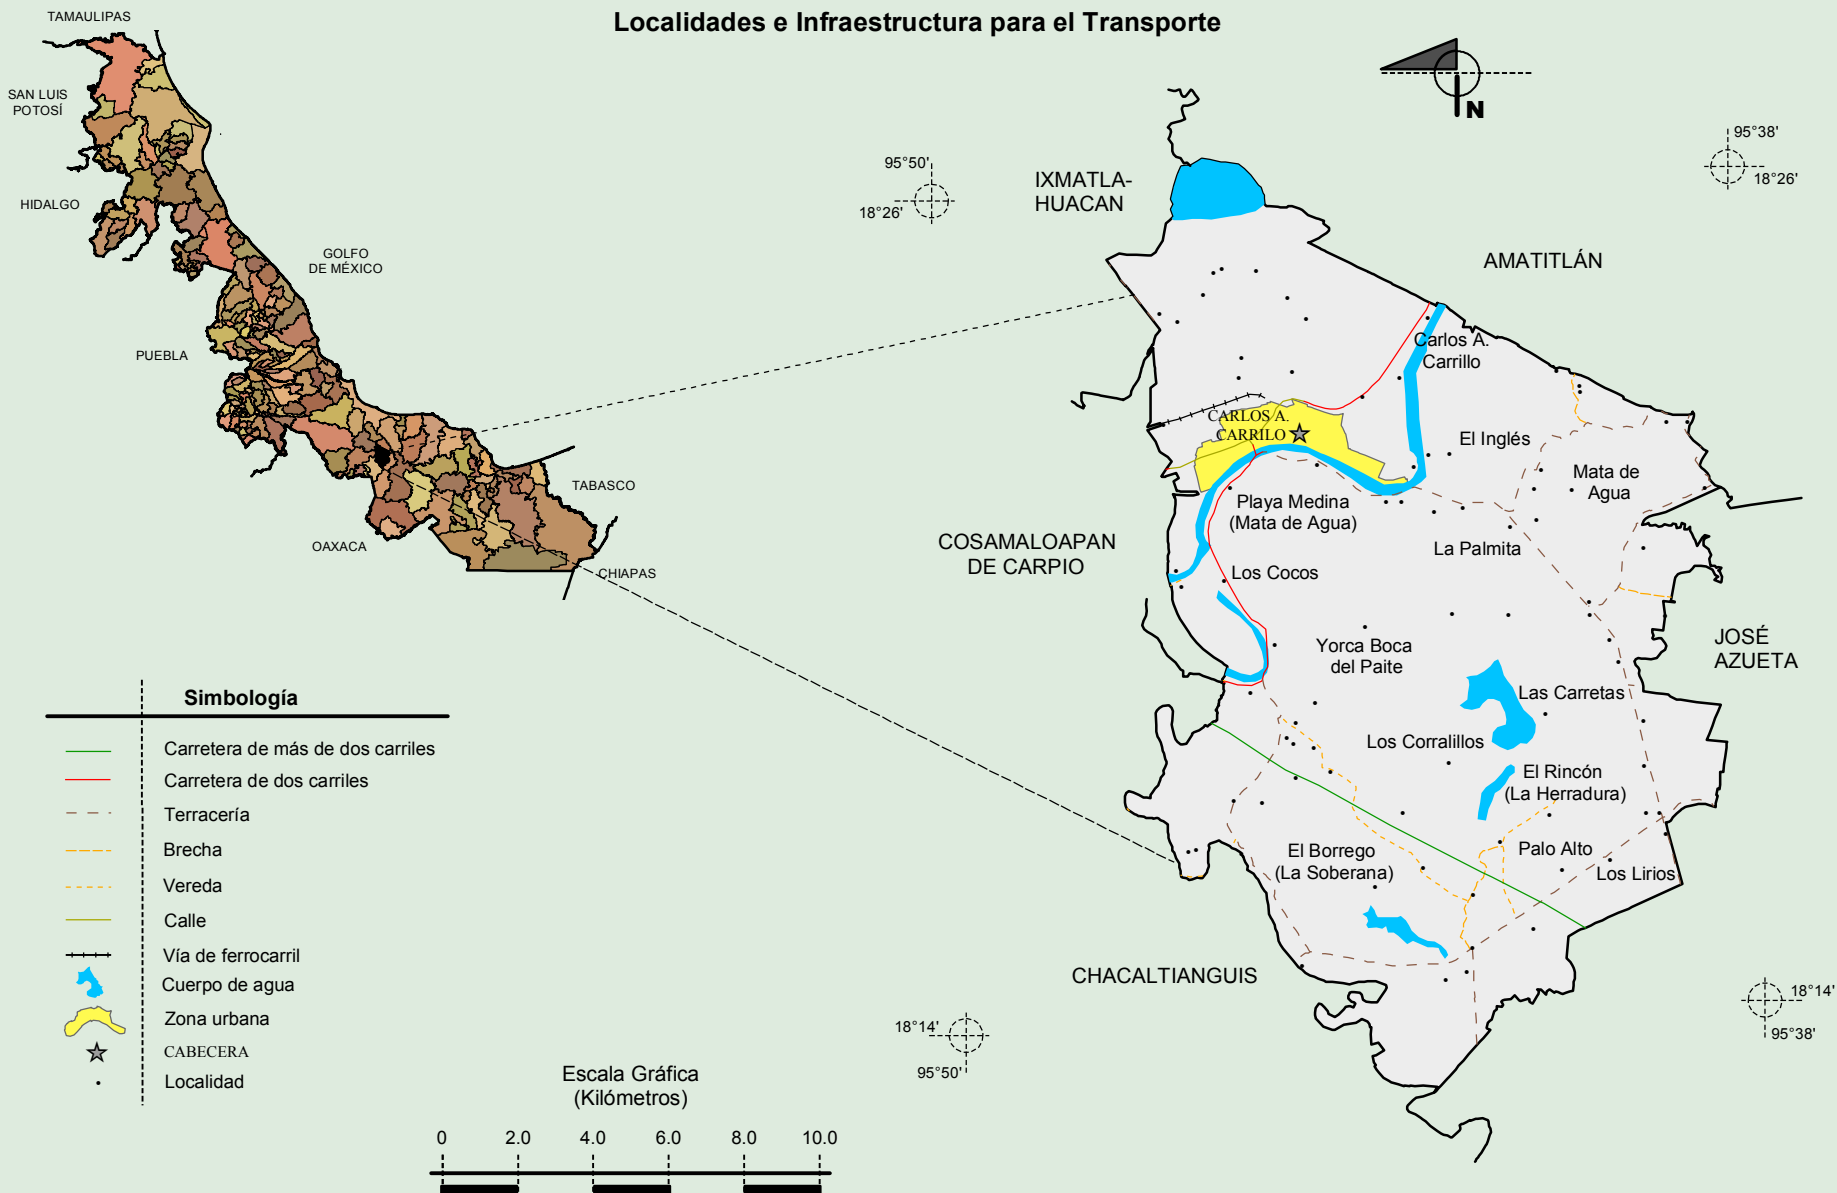 Localidades e Infraestructura para el Transporte
TAMAULIPAS
SAN LUIS
POTOSÍ
HIDALGO
GOLFO
DE MÉXICO
PUEBLA
OAXACA
TABASCO
CHIAPAS
N
95°50'
18°26'
95°38'
18°26'
IXMATLA-
HUACAN
AMATITLÁN
Carlos A.
Carrillo
CARLOS A.
CARRILO
El Inglés
Mata de
Agua
Playa Medina
(Mata de Agua)
La Palmita
COSAMALOAPAN
DE CARPIO
Los Cocos
Yorca Boca
del Paite
JOSÉ
AZUETA
Las Carretas
Los Corralillos
El Rincón
(La Herradura)
El Borrego
(La Soberana)
Palo Alto
Los Lirios
CHACALTIANGUIS
18°14'
95°50'
18°14'
95°38'
Simbología
Carretera de más de dos carriles
Carretera de dos carriles
Terracería
Brecha
Vereda
Calle
Vía de ferrocarril
Cuerpo de agua
Zona urbana
CABECERA
Localidad
Escala Gráfica
(Kilómetros)
0 2.0 4.0 6.0 8.0 10.0